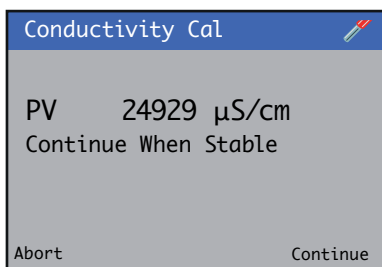 Conductivity Cal
PV 24929 µS/cm
Continue When Stable
Abort Continue